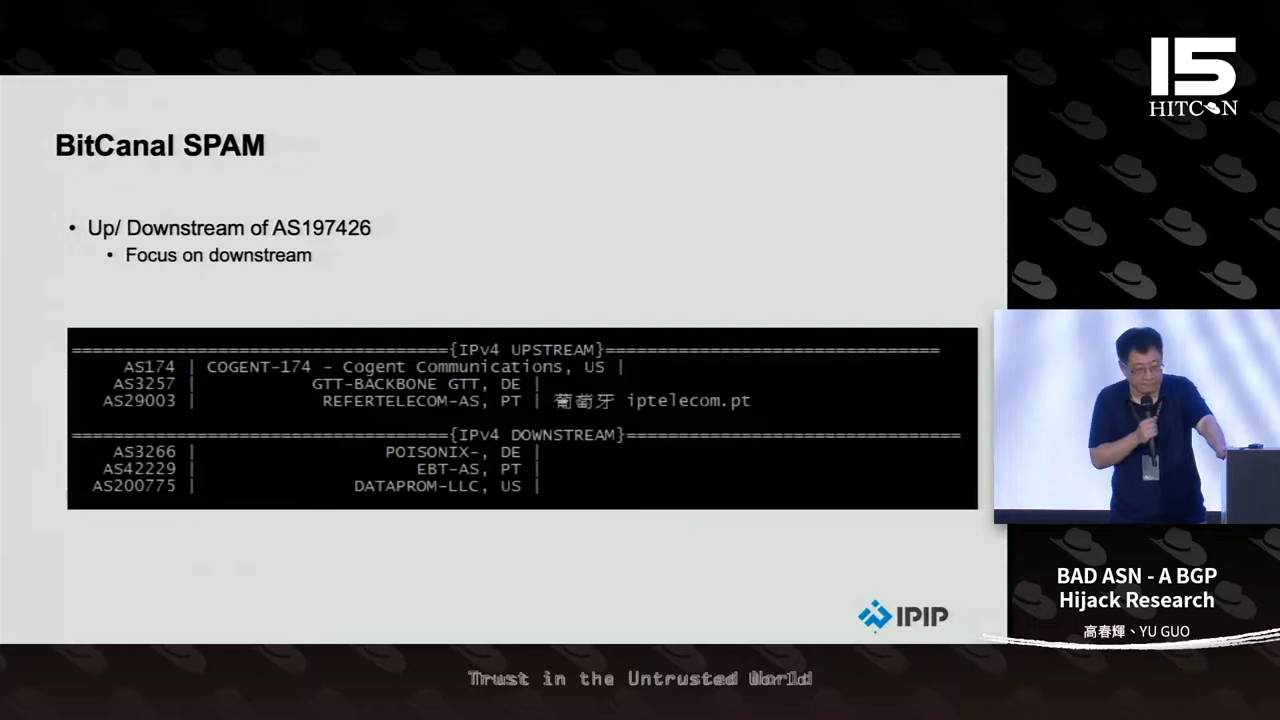 BitCanal SPAM
• Up/ Downstream of AS197426
• Focus on downstream
===================================={IPv4 UPSTREAM}================================
AS174 | COGENT-174 - Cogent Communications, US |
AS3257 | GTT-BACKBONE GTT, DE |
AS29003 | REFERTELECOM-AS, PT | 葡萄牙 iptelecom.pt
===================================={IPv4 DOWNSTREAM}================================
AS3266 | POISONIX-, DE |
AS42229 | EBT-AS, PT |
AS200775 | DATAPROM-LLC, US |
IPIP
15
HITCON
BAD ASN - A BGP
Hijack Research
高春輝、YU GUO
Trust in the Untrusted World